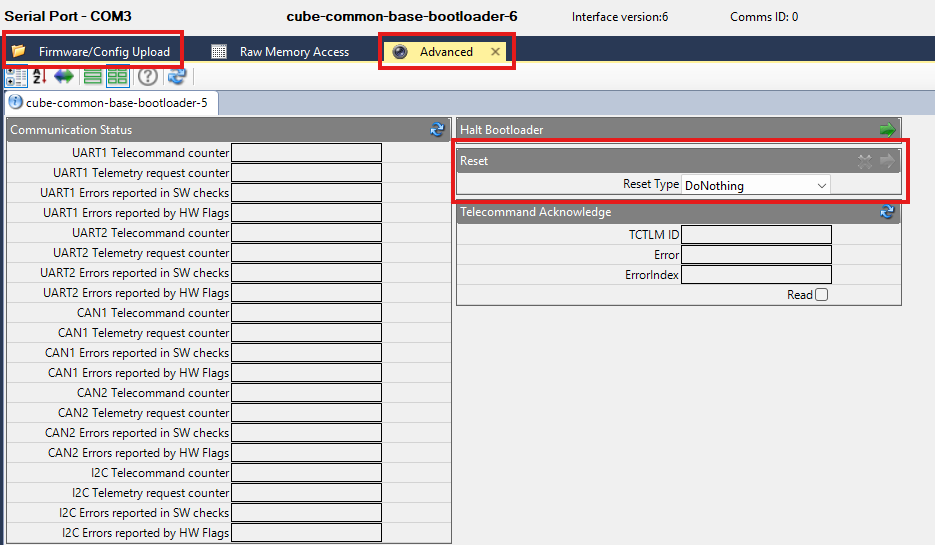 Serial Port - COM3 cube-common-base-bootloader-6 Interface version:6 Comms ID: 0
Firmware/Config Upload Raw Memory Access Advanced
cube-common-base-bootloader-5
Communication Status
UART1 Telecommand counter
UART1 Telemetry request counter
UART1 Errors reported in SW checks
UART1 Errors reported by HW Flags
UART2 Telecommand counter
UART2 Telemetry request counter
UART2 Errors reported in SW checks
UART2 Errors reported by HW Flags
CAN1 Telecommand counter
CAN1 Telemetry request counter
CAN1 Errors reported in SW checks
CAN1 Errors reported by HW Flags
CAN2 Telecommand counter
CAN2 Telemetry request counter
CAN2 Errors reported in SW checks
CAN2 Errors reported by HW Flags
I2C Telecommand counter
I2C Telemetry request counter
I2C Errors reported in SW checks
I2C Errors reported by HW Flags
Halt Bootloader
Reset
Reset Type DoNothing
Telecommand Acknowledge
TCTLM ID
Error
ErrorIndex
Read